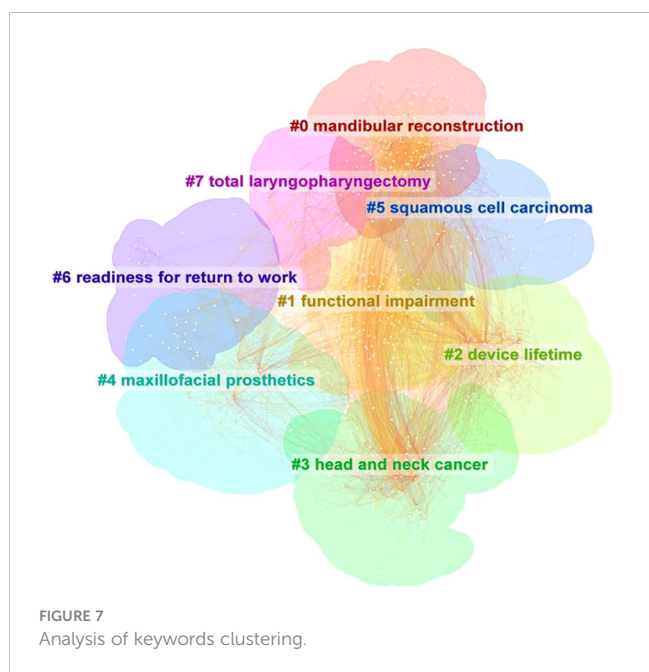 #0 mandibular reconstruction
#7 total laryngopharyngectomy
#5 squamous cell carcinoma
#6 readiness for return to work
#1 functional impairment
#2 device lifetime
#4 maxillofacial prosthetics
#3 head and neck cancer
FIGURE 7
Analysis of keywords clustering.